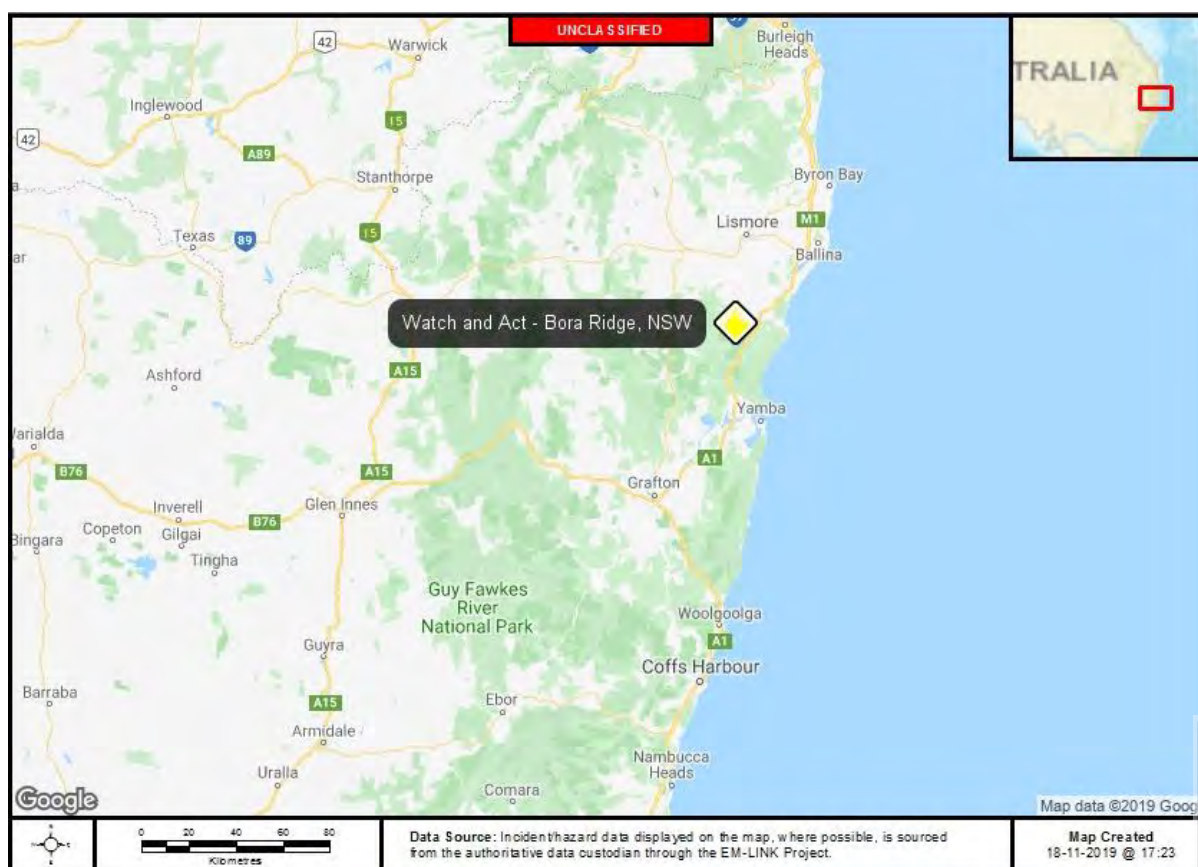 UNCLASSIFIED
Burleigh
Heads
42
Warwick
TRALIA
Inglewood
42
15
A89
Stanthorpe
Byron Bay
Lismore
M1
Texas
89
15
Ballina
Watch and Act - Bora Ridge, NSW
A15
Ashford
Yamba
A1
B76
A15
Grafton
Inverell
Glen Innes
Copeton
Gilgai
B76
Bingara
Tingha
Guy Fawkes
River
National Park
Woolgoolga
A1
Guyra
Coffs Harbour
Barraba
A15
Ebor
Armidale
Nambucca
Heads
Uralla
Comara
Google
Map data ©2019 Goog
0 20 40 60 80
Kilometres
Data Source: Incident/hazard data displayed on the map, where possible, is sourced
from the authoritative data custodian through the EM-LINK Project.
Map Created
18-11-2019 @ 17:23